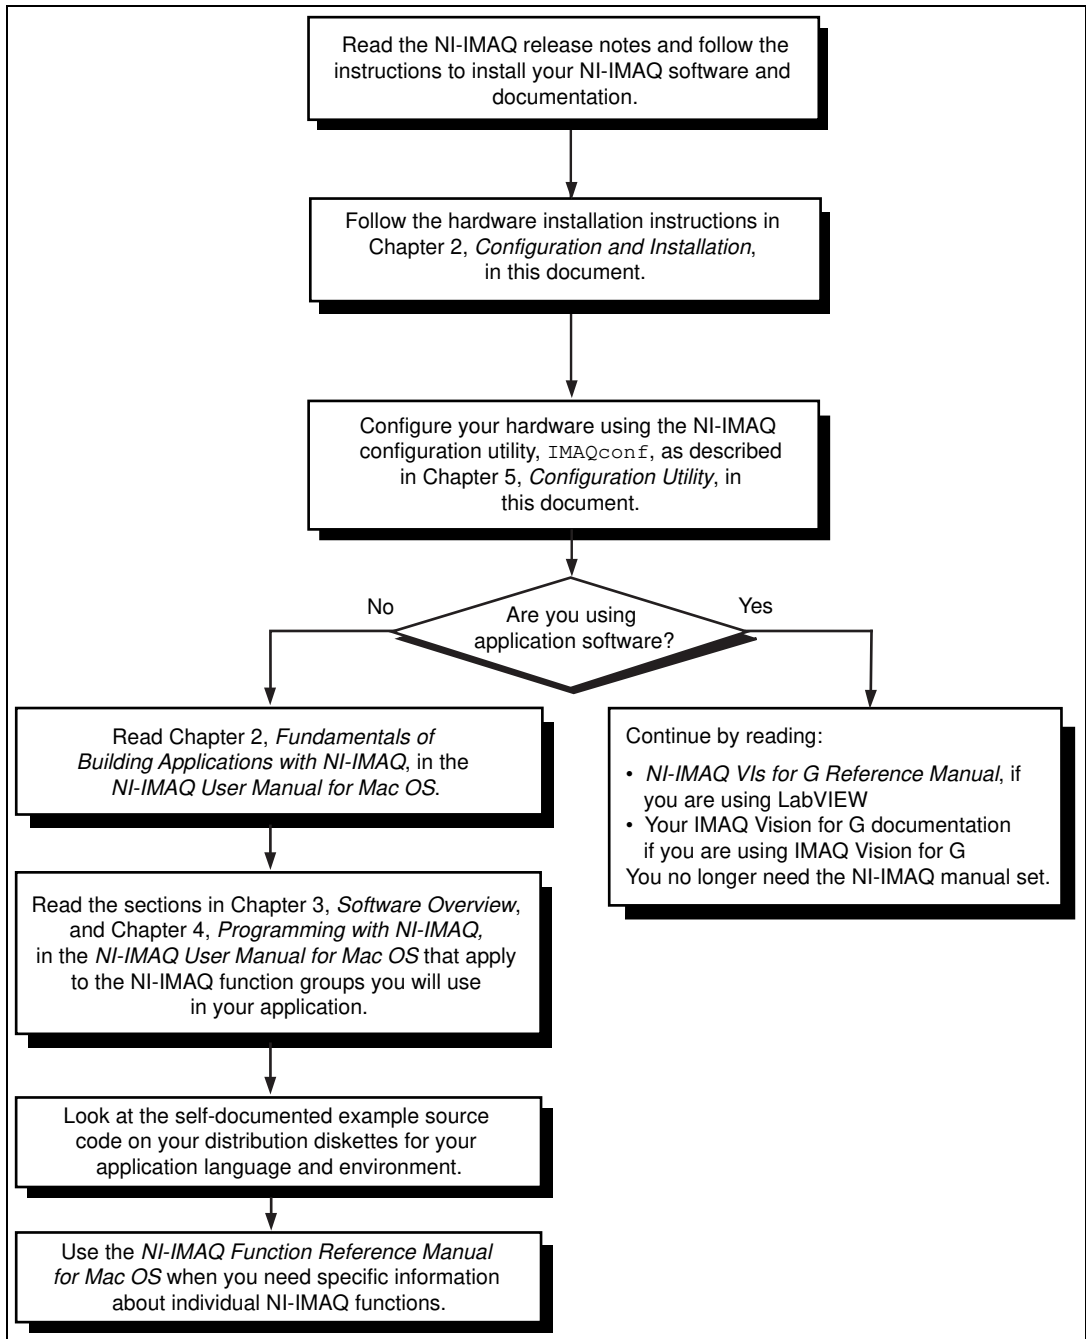 Read the NI-IMAQ release notes and follow the
instructions to install your NI-IMAQ software and
documentation.
Follow the hardware installation instructions in
Chapter 2, Configuration and Installation,
in this document.
Configure your hardware using the NI-IMAQ
configuration utility, IMAQconf, as described
in Chapter 5, Configuration Utility, in
this document.
Are you using
application software?
No
Yes
Read Chapter 2, Fundamentals of
Building Applications with NI-IMAQ, in the
NI-IMAQ User Manual for Mac OS.
Read the sections in Chapter 3, Software Overview,
and Chapter 4, Programming with NI-IMAQ,
in the NI-IMAQ User Manual for Mac OS that apply
to the NI-IMAQ function groups you will use
in your application.
Look at the self-documented example source
code on your distribution diskettes for your
application language and environment.
Use the NI-IMAQ Function Reference Manual
for Mac OS when you need specific information
about individual NI-IMAQ functions.
Continue by reading:
• NI-IMAQ VIs for G Reference Manual, if
you are using LabVIEW
• Your IMAQ Vision for G documentation
if you are using IMAQ Vision for G
You no longer need the NI-IMAQ manual set.